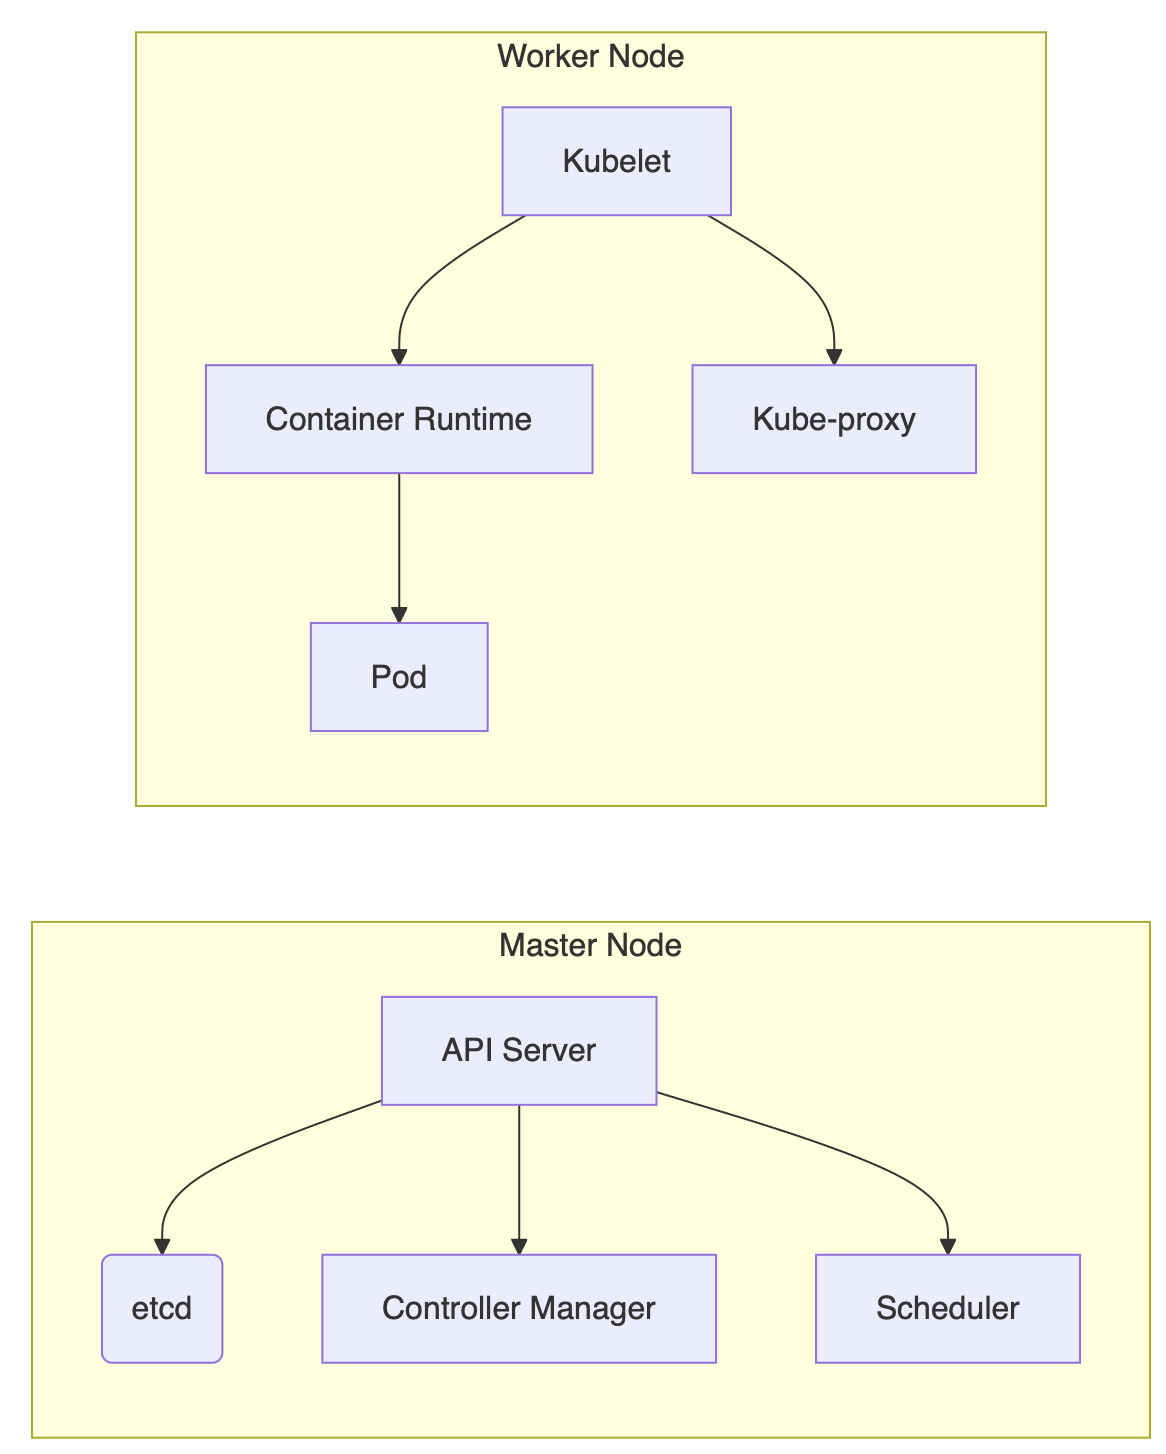 Worker Node
Kubelet
Container Runtime
Kube-proxy
Pod
Master Node
API Server
etcd
Controller Manager
Scheduler